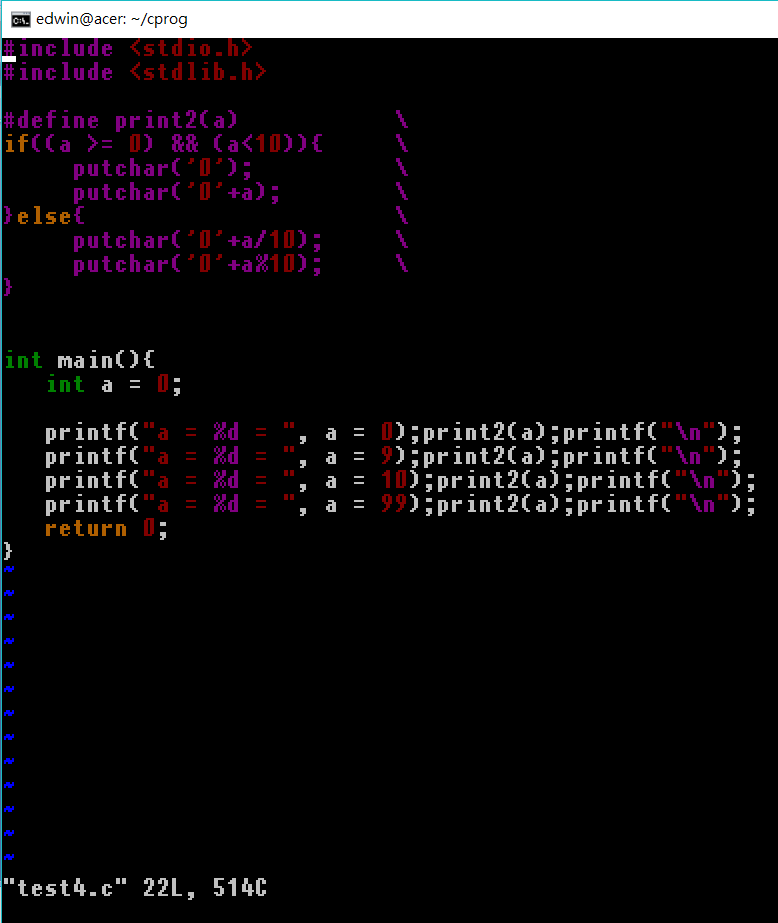 edwin@acer: ~/cprog
#include <stdio.h>
#include <stdlib.h>
#define print2(a) \
if((a >= 0) && (a<10)){ \
putchar('0'); \
putchar('0'+a); \
}else{ \
putchar('0'+a/10); \
putchar('0'+a%10); \
}
int main(){
int a = 0;
printf("a = %d = ", a = 0);print2(a);printf("\n");
printf("a = %d = ", a = 9);print2(a);printf("\n");
printf("a = %d = ", a = 10);print2(a);printf("\n");
printf("a = %d = ", a = 99);print2(a);printf("\n");
return 0;
}
~
~
~
~
~
~
~
~
~
~
~
~
~
"test4.c" 22L, 514C